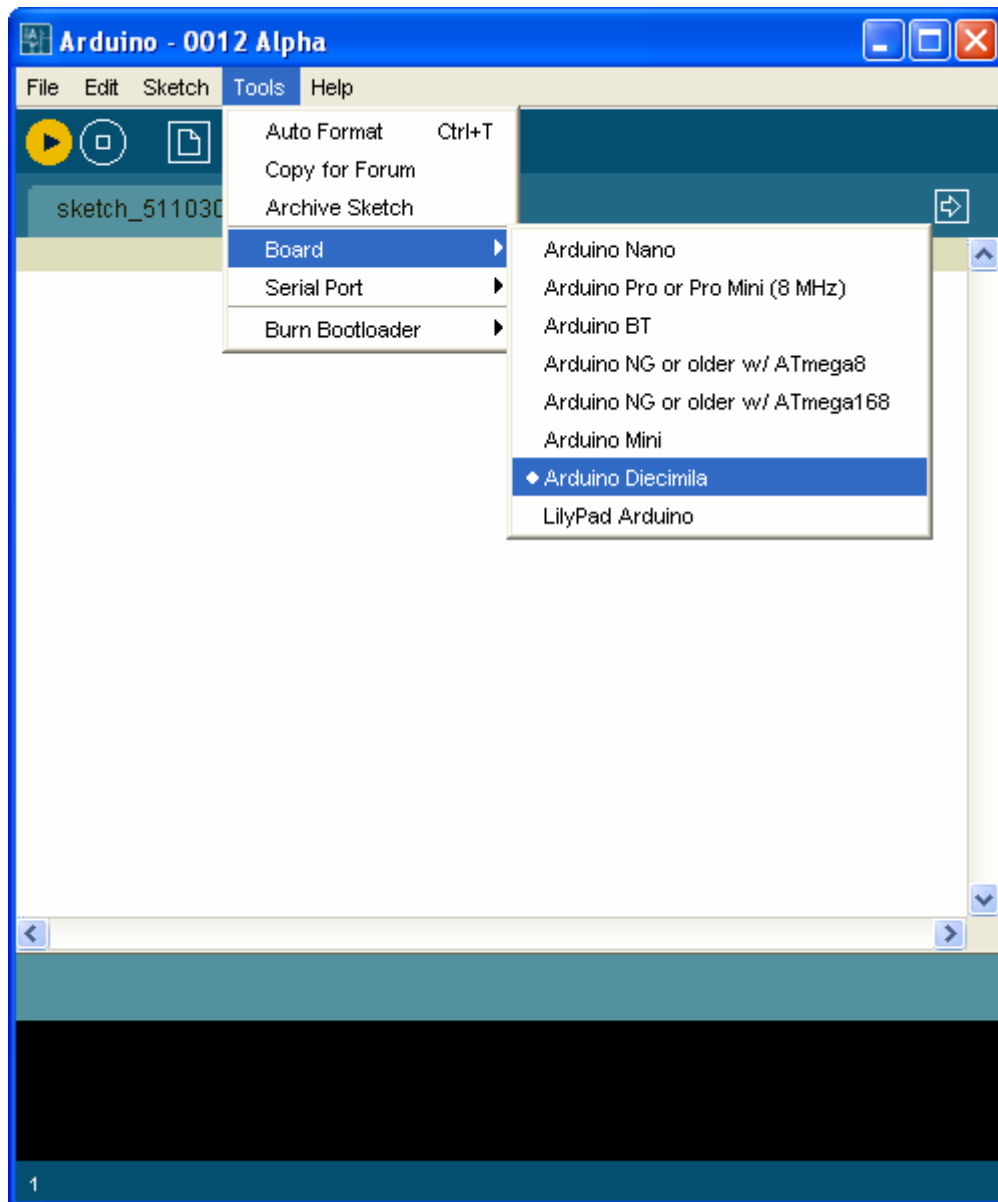 Arduino - 0012 Alpha
File Edit Sketch Tools Help
Auto Format Ctrl+T
Copy for Forum
sketch_511030
Archive Sketch
Board
Serial Port
Burn Bootloader
Arduino Nano
Arduino Pro or Pro Mini (8 MHz)
Arduino BT
Arduino NG or older w/ ATmega8
Arduino NG or older w/ ATmega168
Arduino Mini
Arduino Diecimila
LilyPad Arduino
1